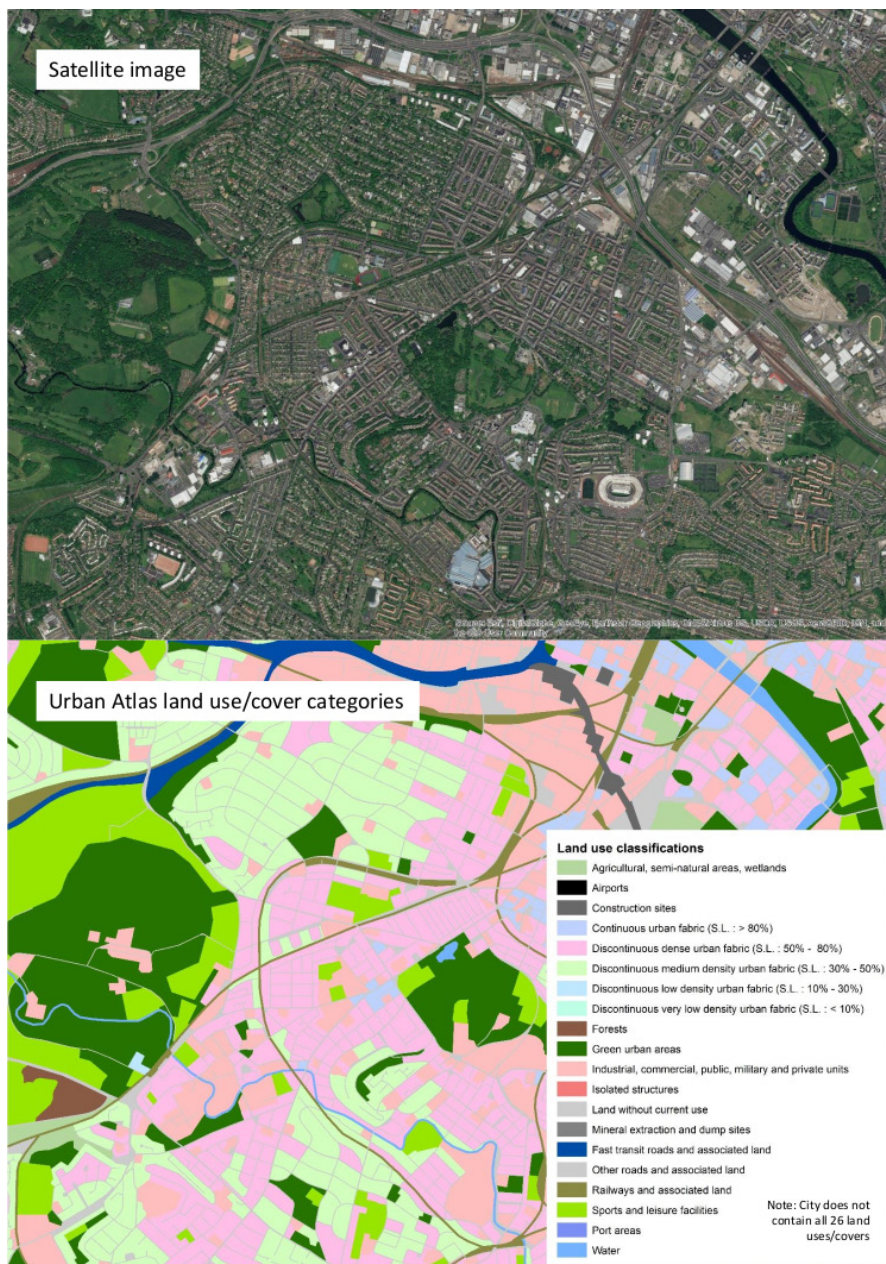 Satellite image
Urban Atlas land use/cover categories
Land use classifications
Agricultural, semi-natural areas, wetlands
Airports
Construction sites
Continuous urban fabric (S.L. : > 80%)
Discontinuous dense urban fabric (S.L. : 50% - 80%)
Discontinuous medium density urban fabric (S.L. : 30% - 50%)
Discontinuous low density urban fabric (S.L. : 10% - 30%)
Discontinuous very low density urban fabric (S.L. : < 10%)
Forests
Green urban areas
Industrial, commercial, public, military and private units
Isolated structures
Land without current use
Mineral extraction and dump sites
Fast transit roads and associated land
Other roads and associated land
Railways and associated land
Sports and leisure facilities
Port areas
Water
Note: City does not
contain all 26 land
uses/covers